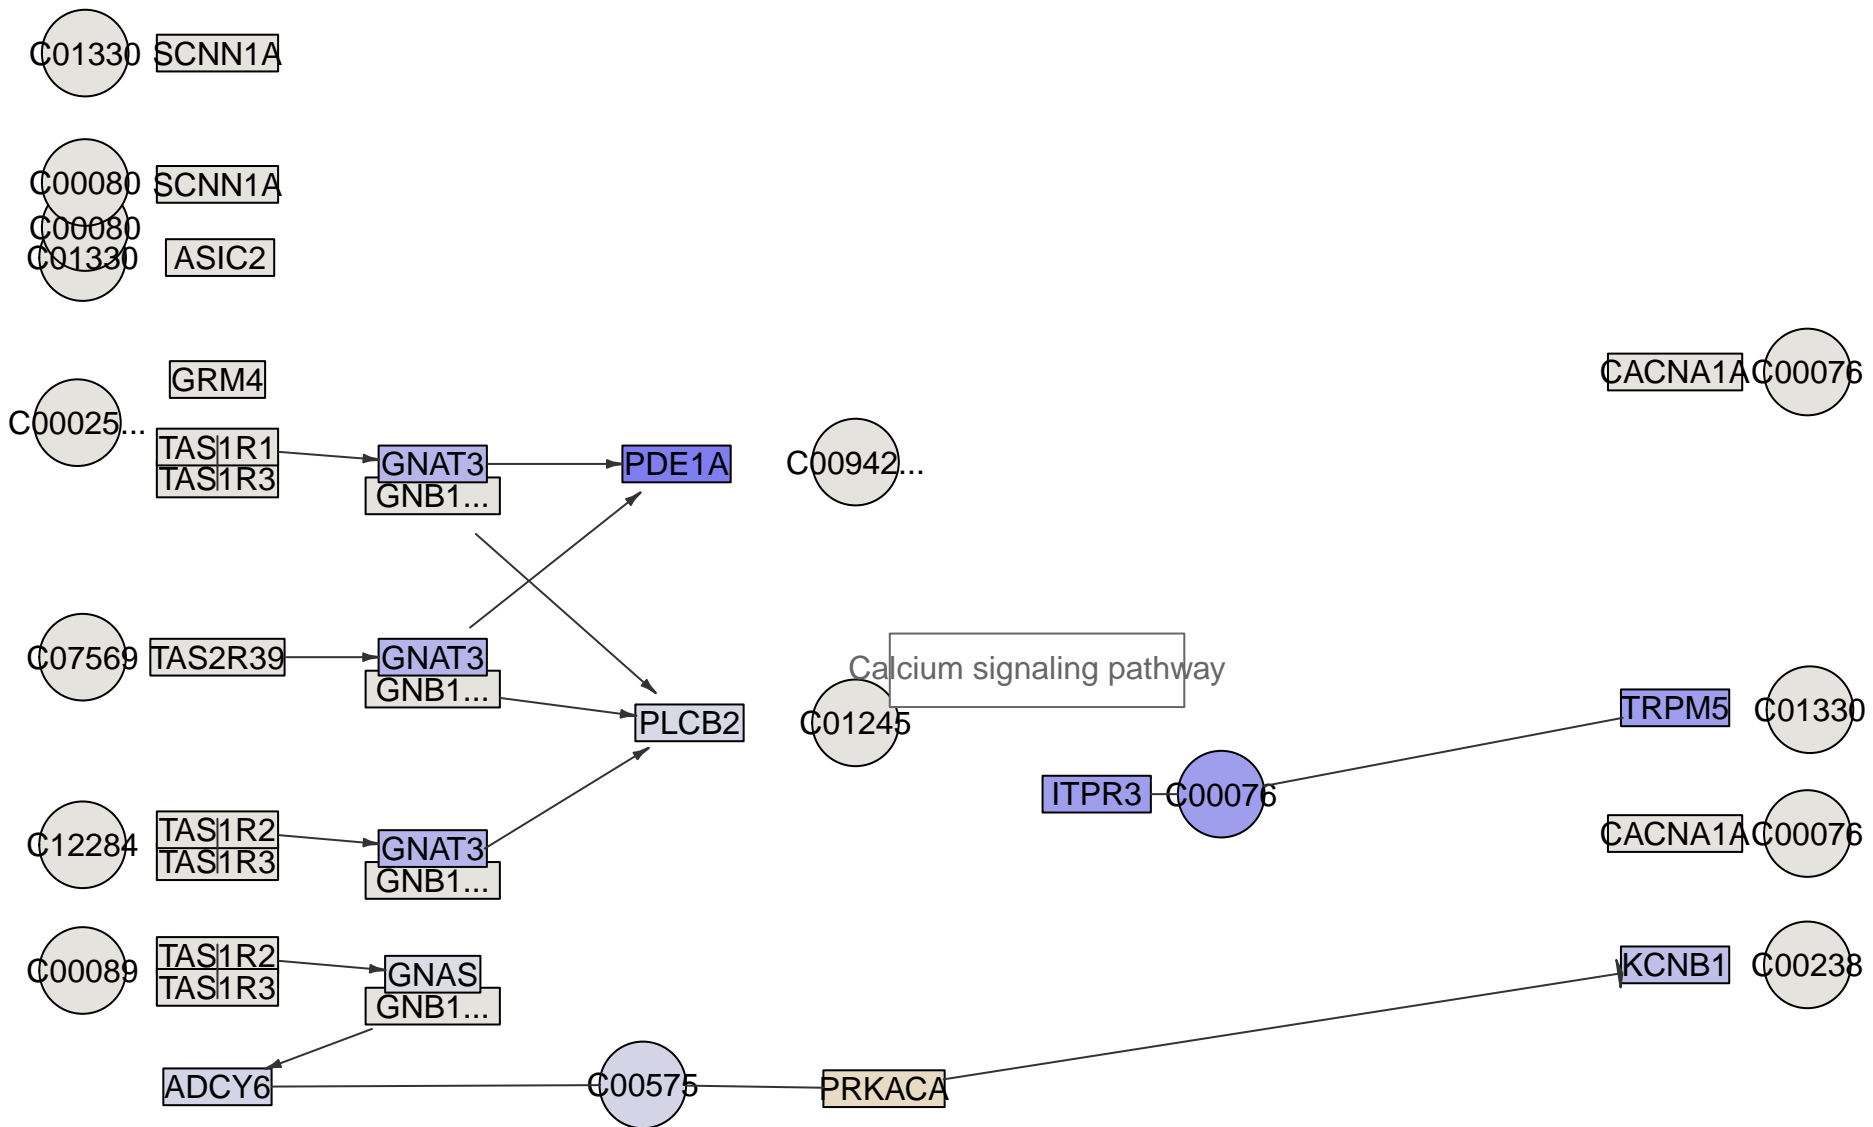 C01330 SCNN1A
C00080 SCNN1A
C00080
C01330 ASIC2
GRM4
CACNA1A C00076
C00025...
TAS1R1
GNAT3 PDE1A C00942...
TAS1R3
GNB1...
C07569 TAS2R39 GNAT3
Calcium signaling pathway
GNB1...
PLCB2 C01245
TRPM5 C01330
ITPR3 C00076
TAS1R2
CACNA1A C00076
C12284 GNAT3
TAS1R3
GNB1...
TAS1R2
C00089 GNAS
KCNB1 C00238
TAS1R3
GNB1...
ADCY6 C00575 PRKACA